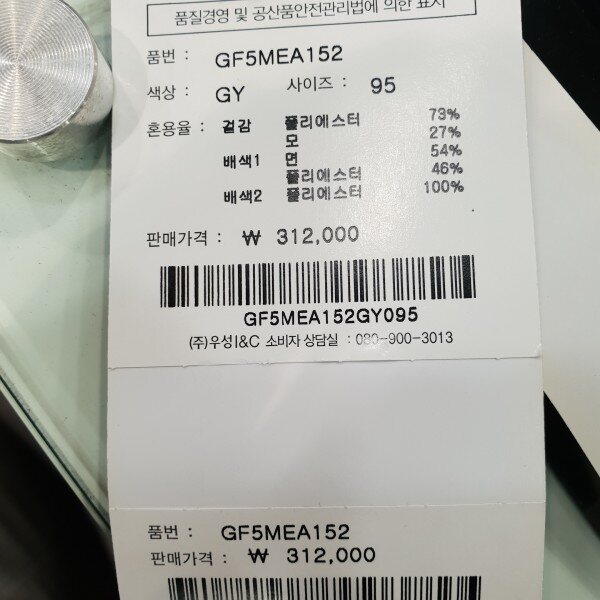 품질경영 및 공산품안전관리법에 의한 표시
품번 : GF5MEA152
색상 : GY 사이즈 : 95
혼용율 : 겉감 폴리에스터 73%
모 27%
배색1 면 54%
폴리에스터 46%
배색2 폴리에스터 100%
판매가격 : ₩ 312,000
GF5MEA152GY095
(주)우성I&C 소비자 상담실 : 080-900-3013
품번 : GF5MEA152
판매가격 : ₩ 312,000